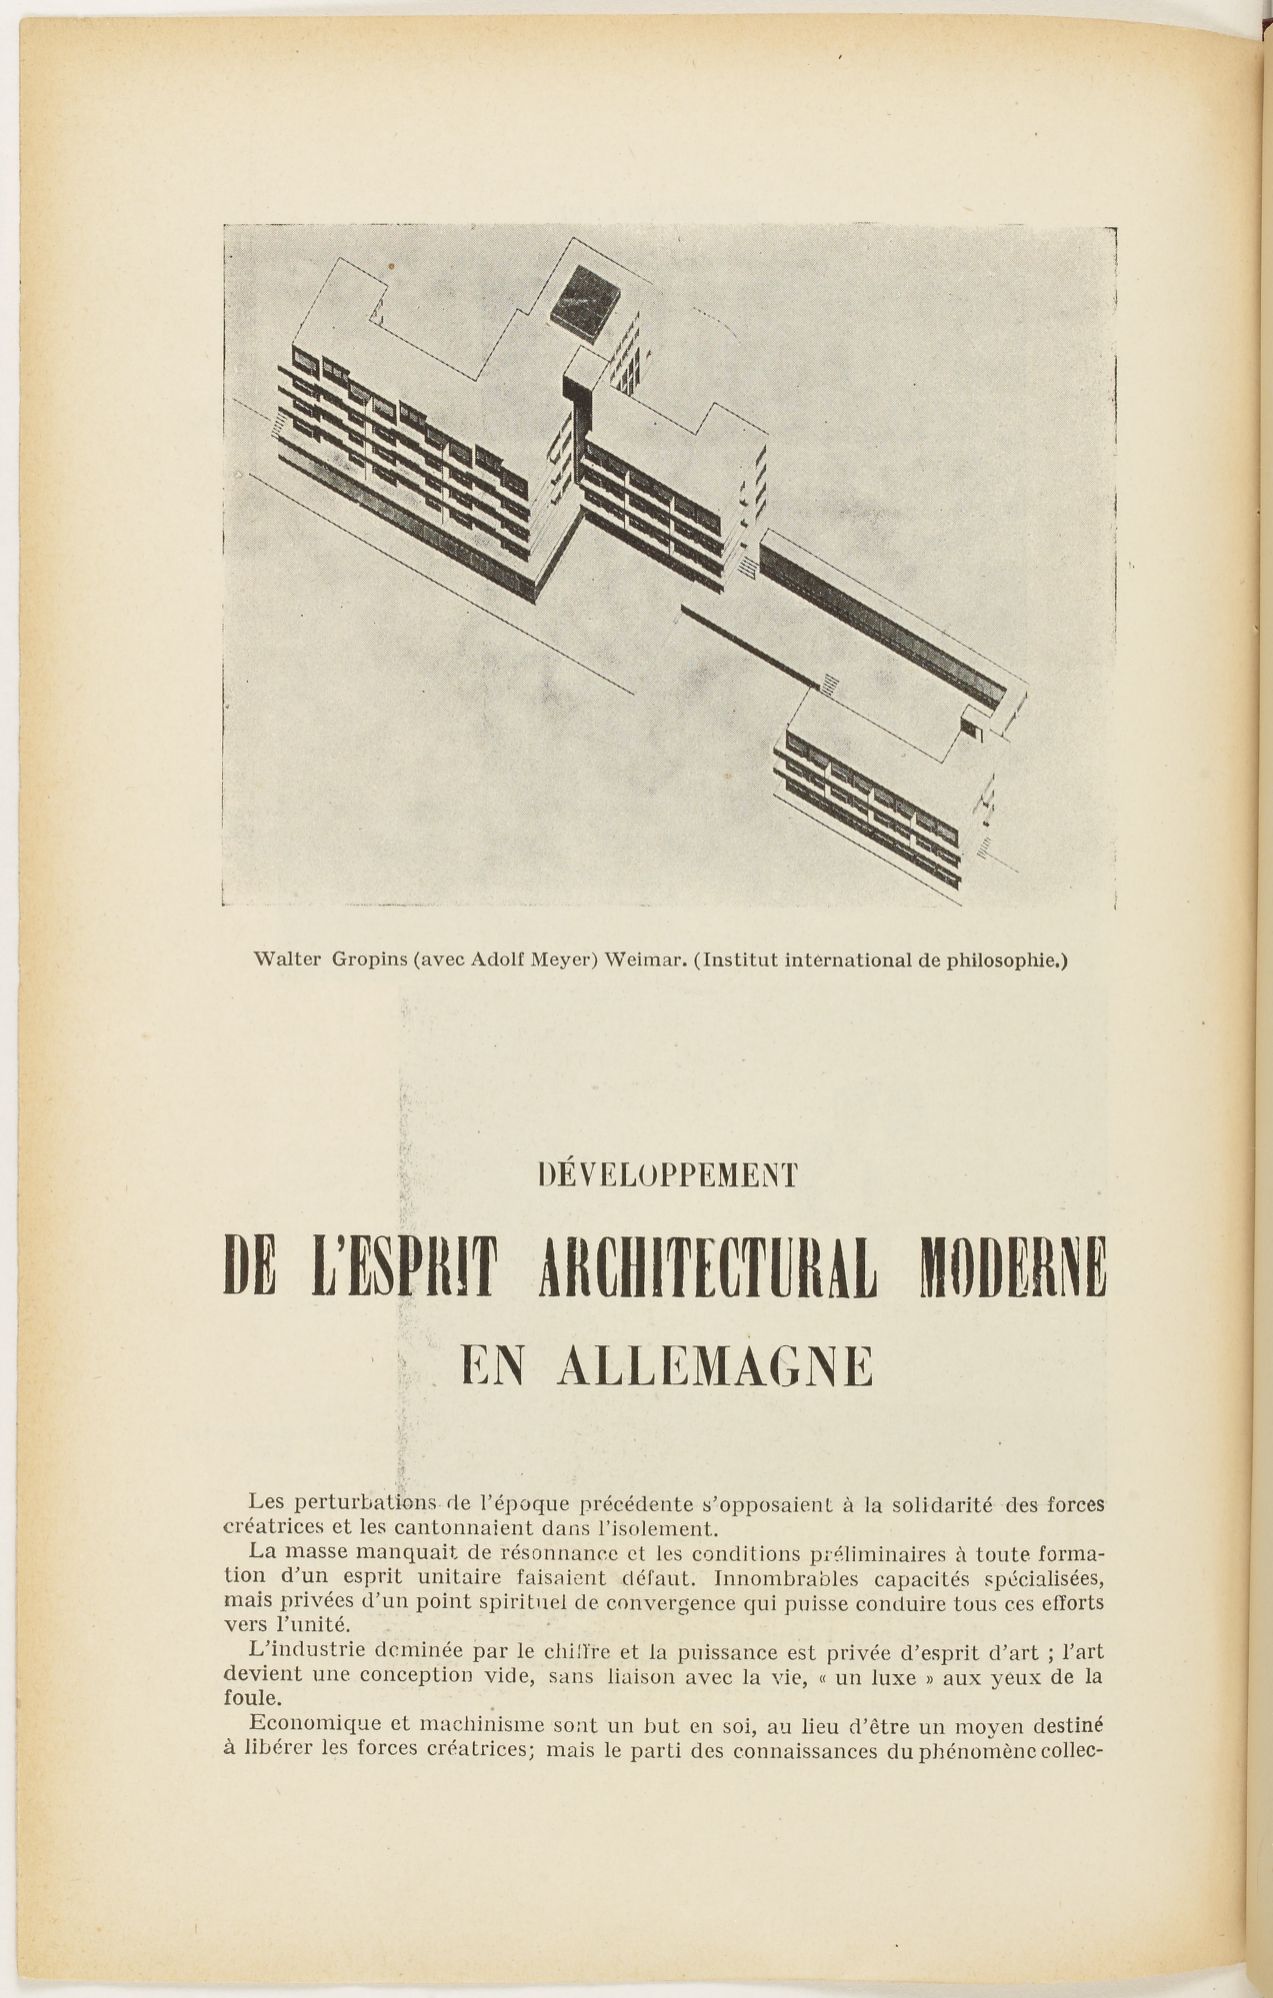 Walter Gropins (avec Adolf Meyer) Weimar. (Institut international de philosophie.)
DÉVELOPPEMENT
DE L'ESPRIT ARCHITECTURAL MODERNE
EN ALLEMAGNE
Les perturbations de l'époque précédente s'opposaient à la solidarité des forces
créatrices et les cantonnaient dans l'isolement.
La masse manquait de résonnance et les conditions préliminaires à toute forma-
tion d'un esprit unitaire faisaient défaut. Innombrables capacités spécialisées,
mais privées d'un point spirituel de convergence qui puisse conduire tous ces efforts
vers l'unité.
L'industrie dominée par le chiffre et la puissance est privée d'esprit d'art ; l'art
devient une conception vide, sans liaison avec la vie, « un luxe » aux yeux de la
foule.
Economique et machinisme sont un but en soi, au lieu d'être un moyen destiné
à libérer les forces créatrices; mais le parti des connaissances du phénomène collec-